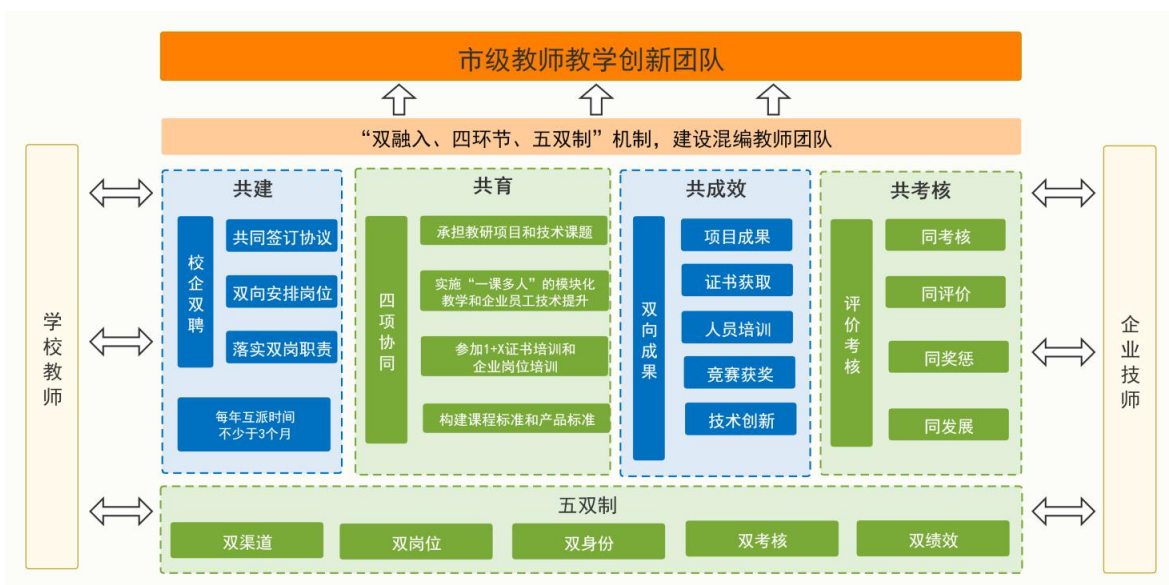 市级教师教学创新团队
“双融入、四环节、五双制”机制，建设混编教师团队
学校教师
共建
校企双聘
共同签订协议
双向安排岗位
落实双岗职责
每年互派时间
不少于3个月
共育
四项协同
承担教研项目和技术课题
实施“一课多人”的模块化
教学和企业员工技术提升
参加1+X证书培训和
企业岗位培训
构建课程标准和产品标准
共成效
双向成果
项目成果
证书获取
人员培训
竞赛获奖
技术创新
共考核
评价考核
同考核
同评价
同奖惩
同发展
企业技师
五双制
双渠道
双岗位
双身份
双考核
双绩效